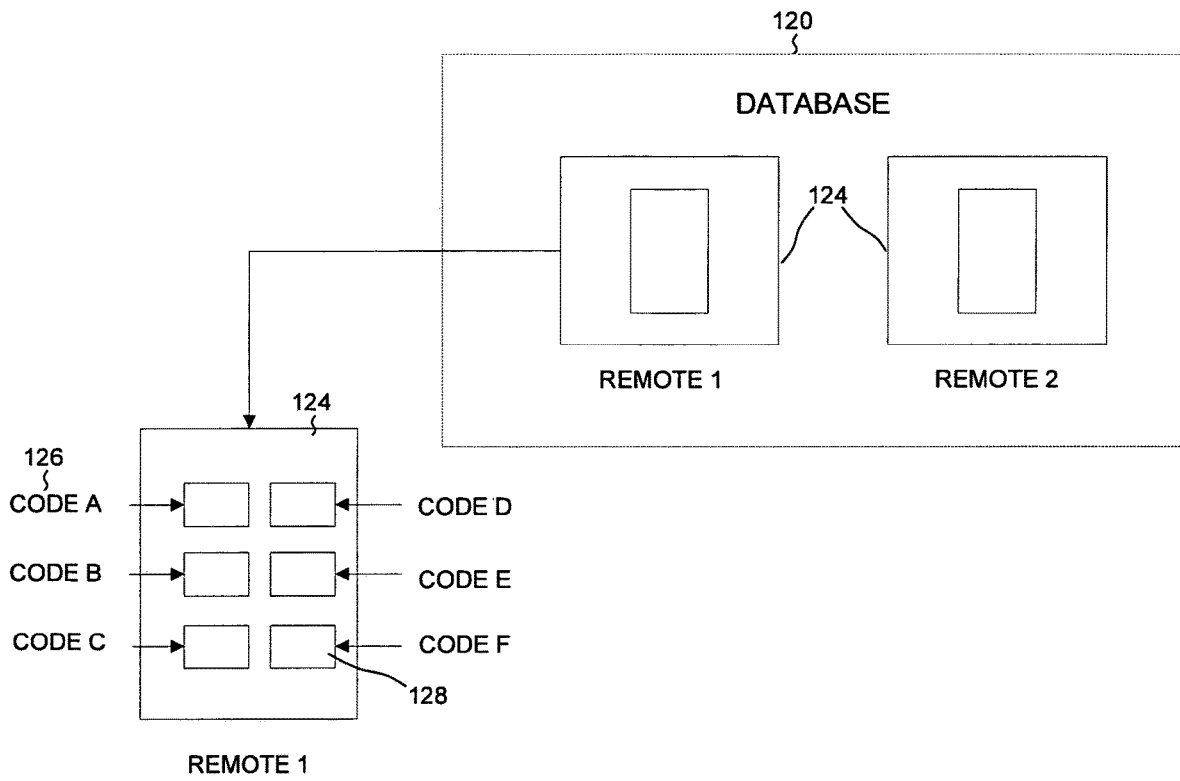 120
DATABASE
124
REMOTE 1
REMOTE 2
124
126
CODE A
CODE D
CODE B
CODE E
CODE C
CODE F
128
REMOTE 1